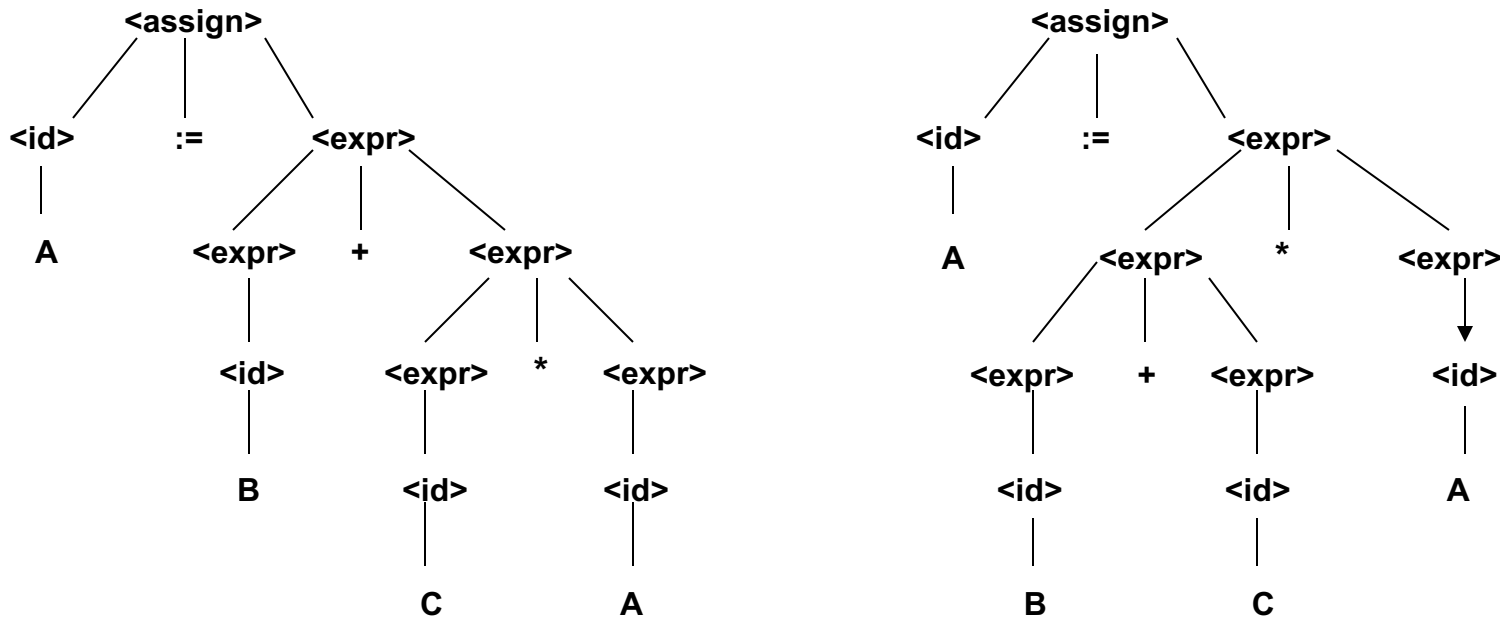 <assign> <assign>
<id> := <expr> <id> := <expr>
A <expr> + <expr> A <expr> * <expr>
<id> <expr> * <expr> <expr> + <expr> <id>
B <id> <id> <id> <id> A
C A B C